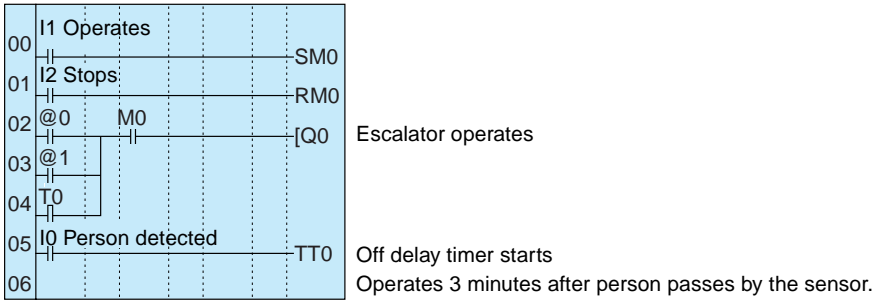 I1 Operates
00 SM0
I2 Stops
01 RM0
@0 M0
02 [Q0 Escalator operates
@1
03
T0
04
I0 Person detected
05 TT0 Off delay timer starts
06 Operates 3 minutes after person passes by the sensor.